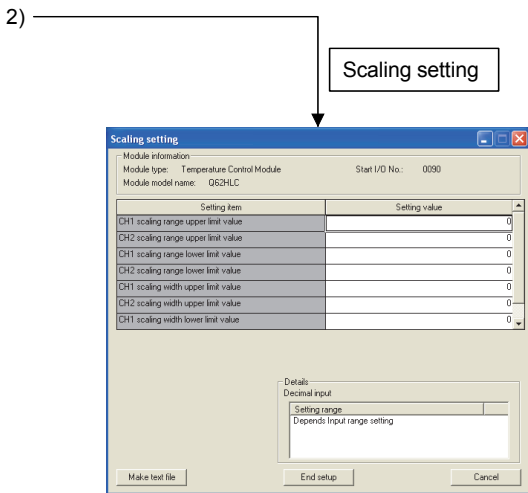 2)
Scaling setting
Scaling setting
Module information
Module type: Temperature Control Module Start I/O No.: 0090
Module model name: Q62HLC
Setting item Setting value
CH1 scaling range upper limit value 0
CH2 scaling range upper limit value 0
CH1 scaling range lower limit value 0
CH2 scaling range lower limit value 0
CH1 scaling width upper limit value 0
CH2 scaling width upper limit value 0
CH1 scaling width lower limit value 0
Details
Decimal input
Setting range
Depends Input range setting
Make text file End setup Cancel